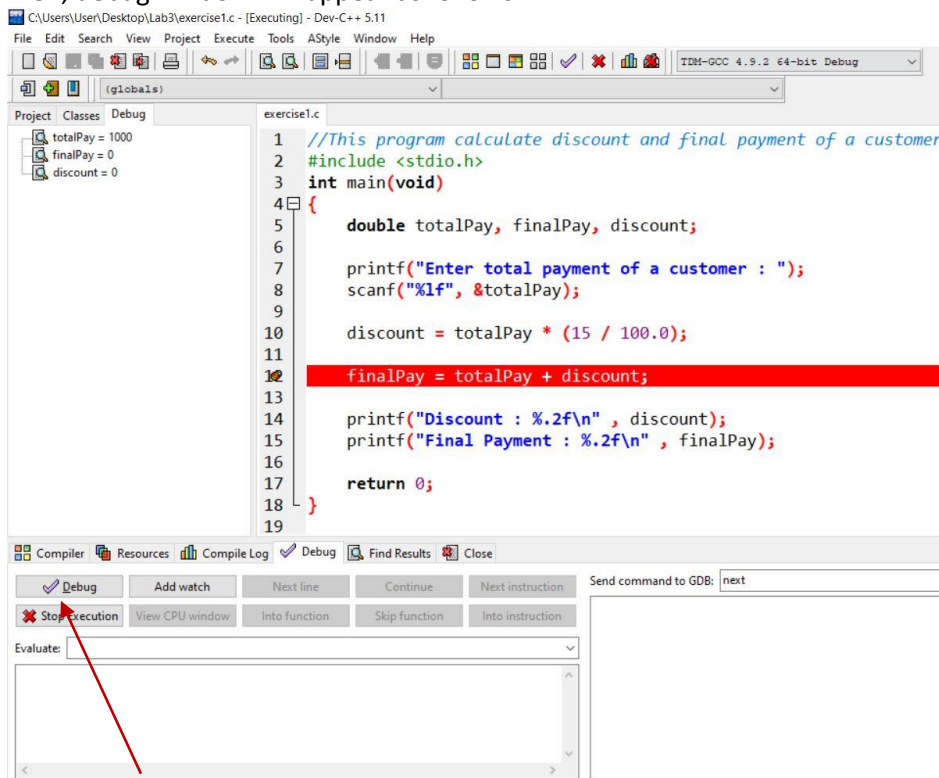 C:\Users\User\Desktop\Lab3\exercise1.c - [Executing] - Dev-C++ 5.11
File Edit Search View Project Execute Tools AStyle Window Help
TDM-GCC 4.9.2 64-bit Debug
(globals)
Project Classes Debug
exercise1.c
totalPay = 1000
finalPay = 0
discount = 0
1 //This program calculate discount and final payment of a customer
2 #include <stdio.h>
3 int main(void)
4 {
5 double totalPay, finalPay, discount;
6
7 printf("Enter total payment of a customer : ");
8 scanf("%lf", &totalPay);
9
10 discount = totalPay * (15 / 100.0);
11
12 finalPay = totalPay + discount;
13
14 printf("Discount : %.2f\n" , discount);
15 printf("Final Payment : %.2f\n" , finalPay);
16
17 return 0;
18 }
19
Compiler Resources Compile Log Debug Find Results Close
Debug Add watch Next line Continue Next instruction Send command to GDB: next
Stop Execution View CPU window Into function Skip function Into instruction
Evaluate: